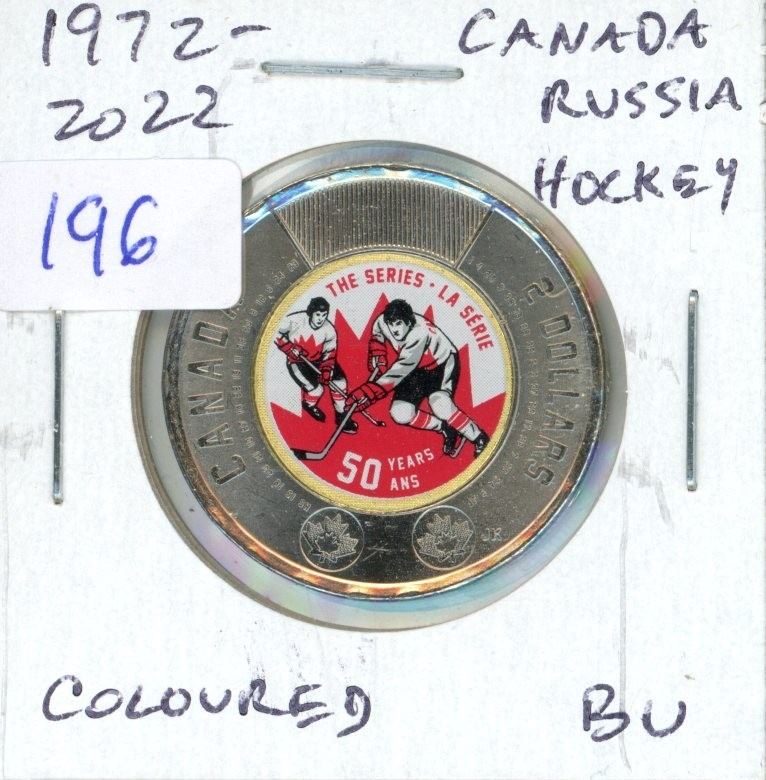 1972-
2022
CANADA
RUSSIA
HOCKEY
196
THE SERIES · LA SÉRIE
CANADA
2 DOLLARS
50 YEARS
ANS
JK
COLOURED
BU